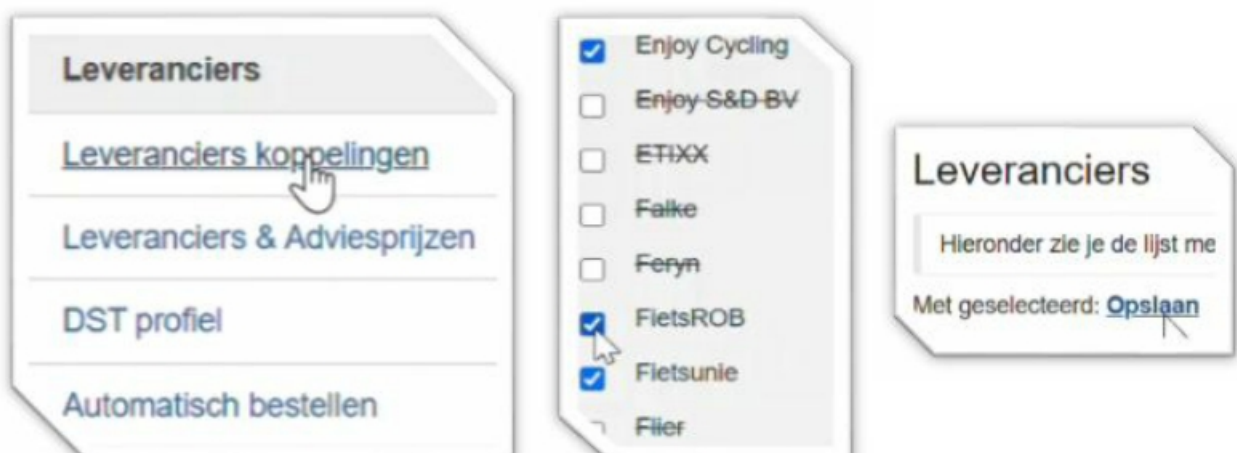 Leveranciers
Leveranciers koppelingen
Leveranciers & Adviesprijzen
DST profiel
Automatisch bestellen
Enjoy Cycling
Enjoy S&D BV
ETIXX
Falke
Feryn
FietsROB
Fietsunie
Flier
Leveranciers
Hieronder zie je de lijst me
Met geselecteerd: Opslaan